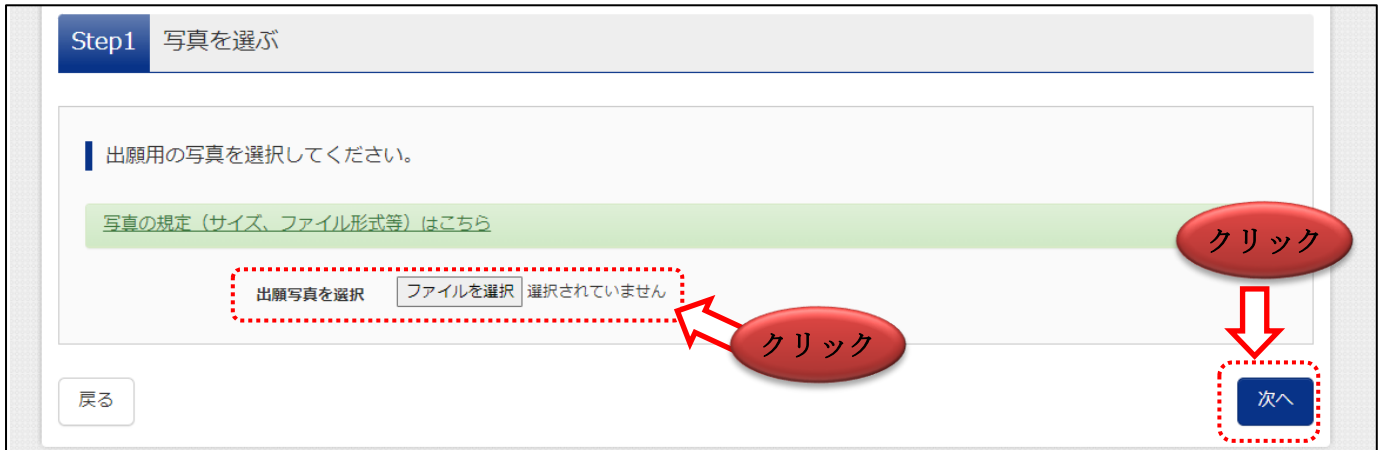 Step1 写真を選ぶ
出願用の写真を選択してください。
写真の規定（サイズ、ファイル形式等）はこちら
クリック
出願写真を選択 ファイルを選択 選択されていません
クリック
戻る
次へ